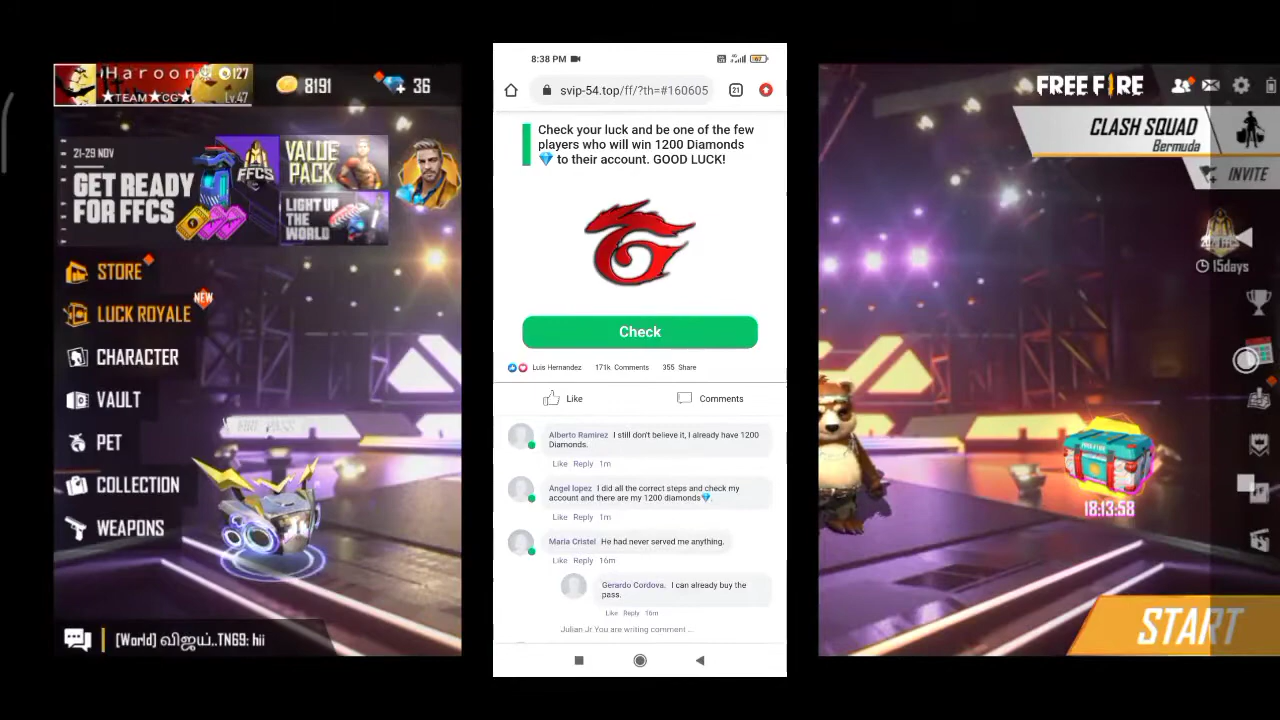 Haroon
127
★TEAM★CG★
Lv.47
8191
36
21-29 NOV
GET READY
FOR FFCS
FFCS
VALUE
PACK
LIGHT UP
THE
WORLD
STORE
LUCK ROYALE
NEW
CHARACTER
VAULT
PET
COLLECTION
WEAPONS
[World] விஜய்..TN69: hii
8:38 PM
67
svip-54.top/ff/?th=#160605
21
Check your luck and be one of the few
players who will win 1200 Diamonds
💎 to their account. GOOD LUCK!
Check
Luis Hernandez 171k Comments 355 Share
Like Comments
Alberto Ramirez I still don't believe it, I already have 1200
Diamonds.
Like Reply 1m
Angel lopez I did all the correct steps and check my
account and there are my 1200 diamonds💎.
Like Reply 1m
Maria Cristel He had never served me anything.
Like Reply 16m
Gerardo Cordova. I can already buy the
pass.
Like Reply 16m
Julian Jr You are writing comment ...
FREE FIRE
CLASH SQUAD
Bermuda
INVITE
15days
18:13:58
START